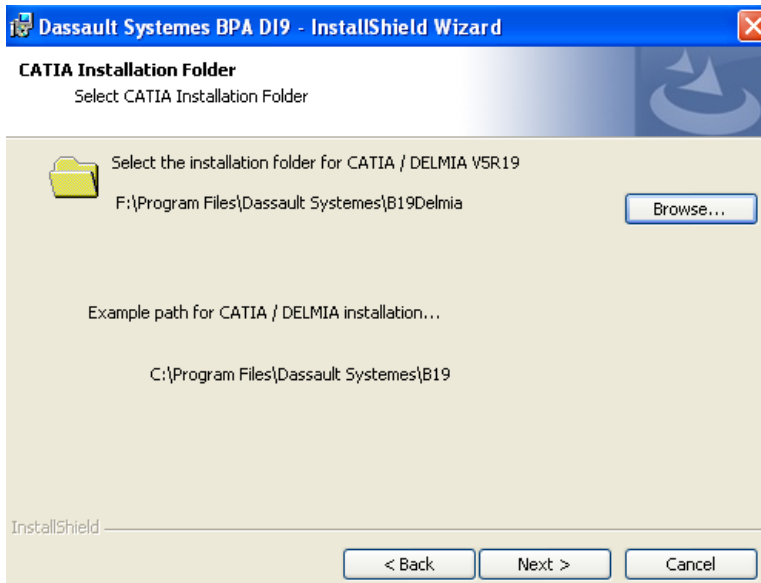 Dassault Systemes BPA DI9 - InstallShield Wizard
CATIA Installation Folder
Select CATIA Installation Folder
Select the installation folder for CATIA / DELMIA V5R19
F:\Program Files\Dassault Systemes\B19Delmia
Browse...
Example path for CATIA / DELMIA installation...
C:\Program Files\Dassault Systemes\B19
InstallShield
< Back
Next >
Cancel